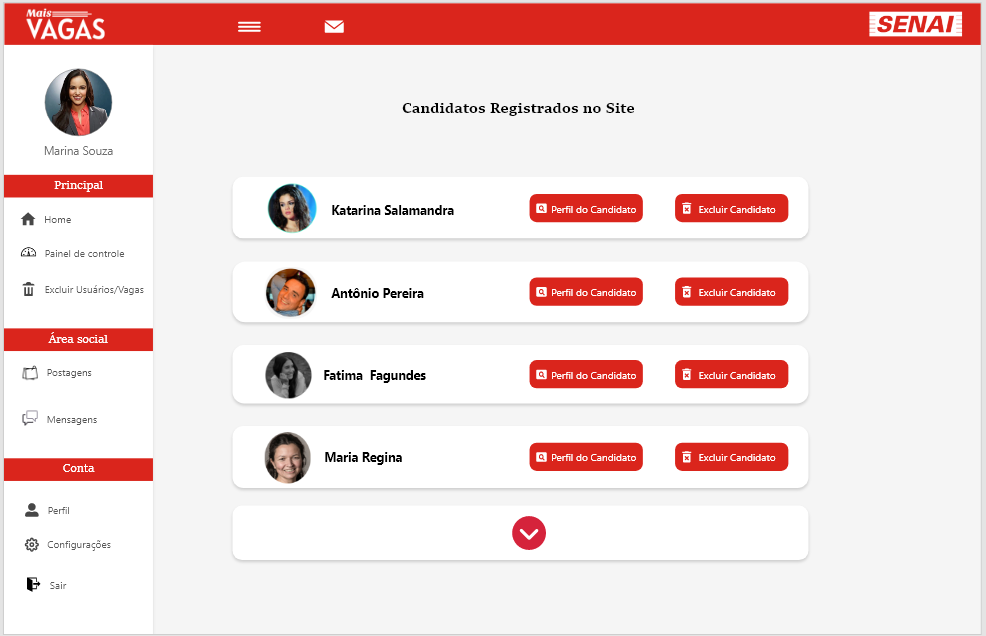 Mais
VAGAS
SENAI
Marina Souza
Principal
Home
Painel de controle
Excluir Usuários/Vagas
Área social
Postagens
Mensagens
Conta
Perfil
Configurações
Sair
Candidatos Registrados no Site
Katarina Salamandra Perfil do Candidato Excluir Candidato
Antônio Pereira Perfil do Candidato Excluir Candidato
Fatima Fagundes Perfil do Candidato Excluir Candidato
Maria Regina Perfil do Candidato Excluir Candidato